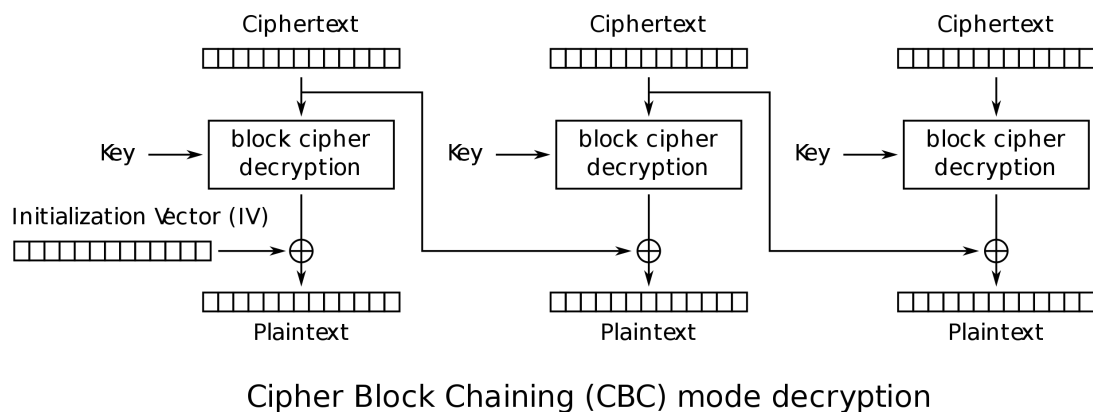 Ciphertext
Ciphertext
Ciphertext
Key
block cipher
decryption
Key
block cipher
decryption
Key
block cipher
decryption
Initialization Vector (IV)
Plaintext
Plaintext
Plaintext
Cipher Block Chaining (CBC) mode decryption